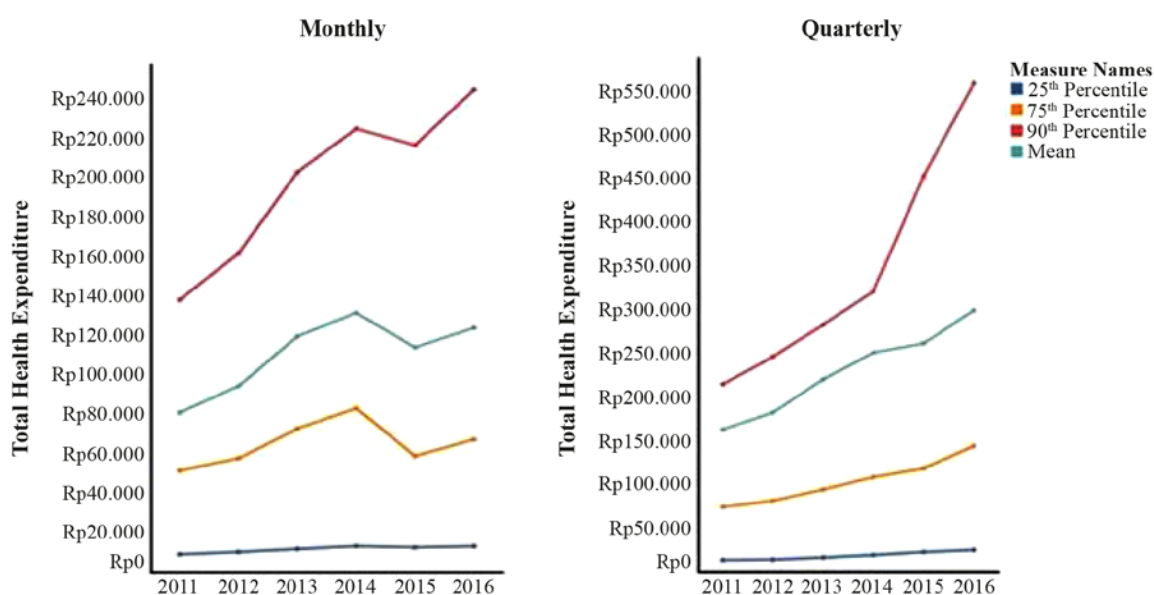 Monthly
Total Health Expenditure
Rp240.000
Rp220.000
Rp200.000
Rp180.000
Rp160.000
Rp140.000
Rp120.000
Rp100.000
Rp80.000
Rp60.000
Rp40.000
Rp20.000
Rp0
2011 2012 2013 2014 2015 2016
Quarterly
Total Health Expenditure
Rp550.000
Rp500.000
Rp450.000
Rp400.000
Rp350.000
Rp300.000
Rp250.000
Rp200.000
Rp150.000
Rp100.000
Rp50.000
Rp0
2011 2012 2013 2014 2015 2016
Measure Names
25th Percentile
75th Percentile
90th Percentile
Mean